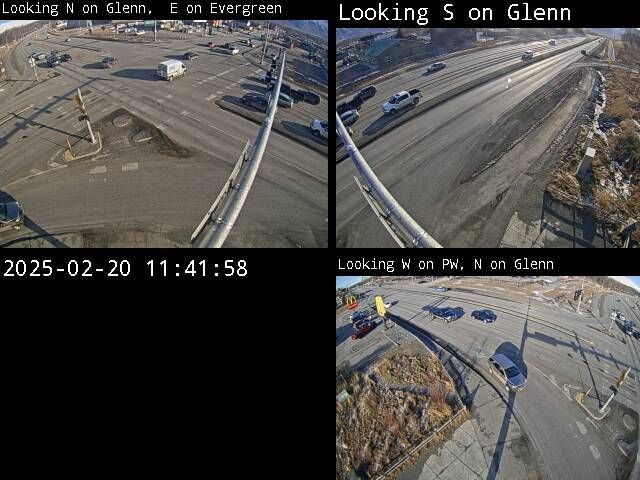 Looking N on Glenn,  E on Evergreen
Looking S on Glenn
2025-02-20 11:41:58
Looking W on PW, N on Glenn